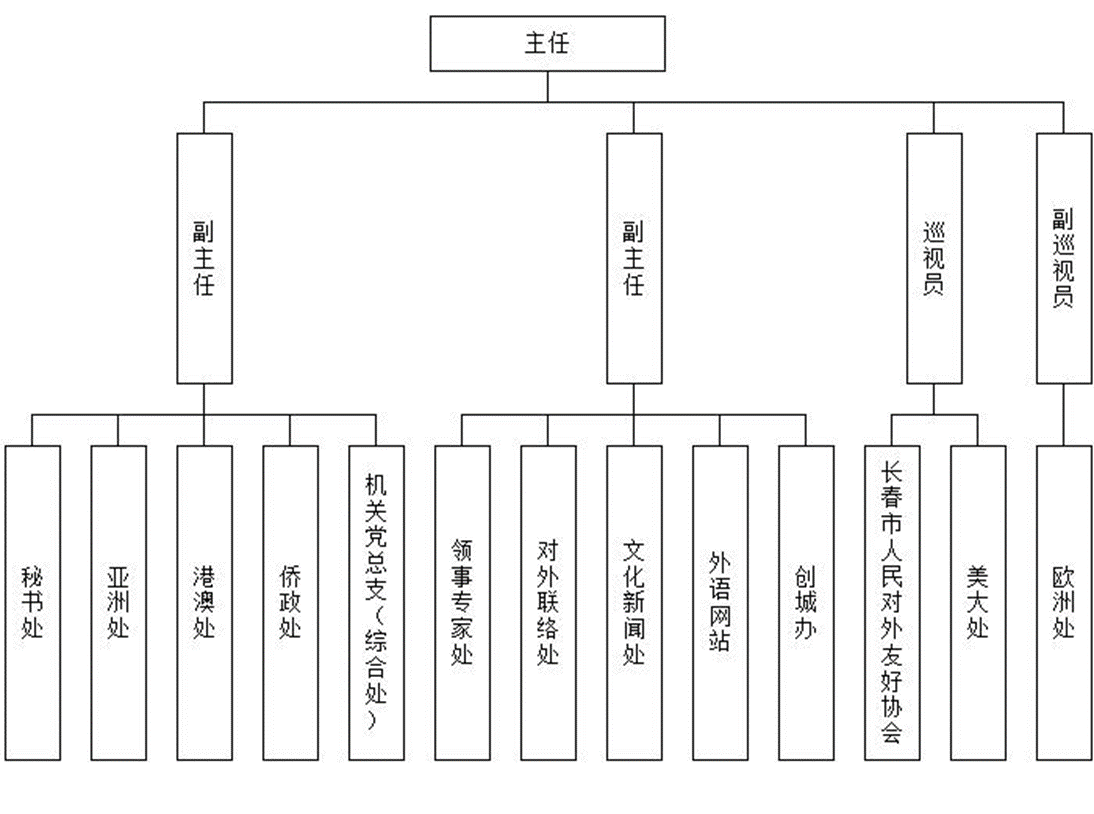 主任
副主任
副主任
巡视员
副巡视员
秘书处
亚洲处
港澳处
侨政处
机关党总支（综合处）
领事专家处
对外联络处
文化新闻处
外语网站
创城办
长春市人民对外友好协会
美大处
欧洲处